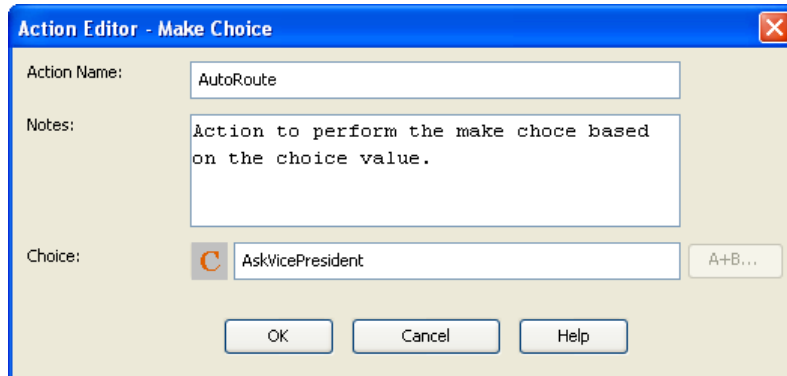 Action Editor - Make Choice
Action Name:
AutoRoute
Notes:
Action to perform the make choce based
on the choice value.
Choice:
C
AskVicePresident
A+B...
OK
Cancel
Help